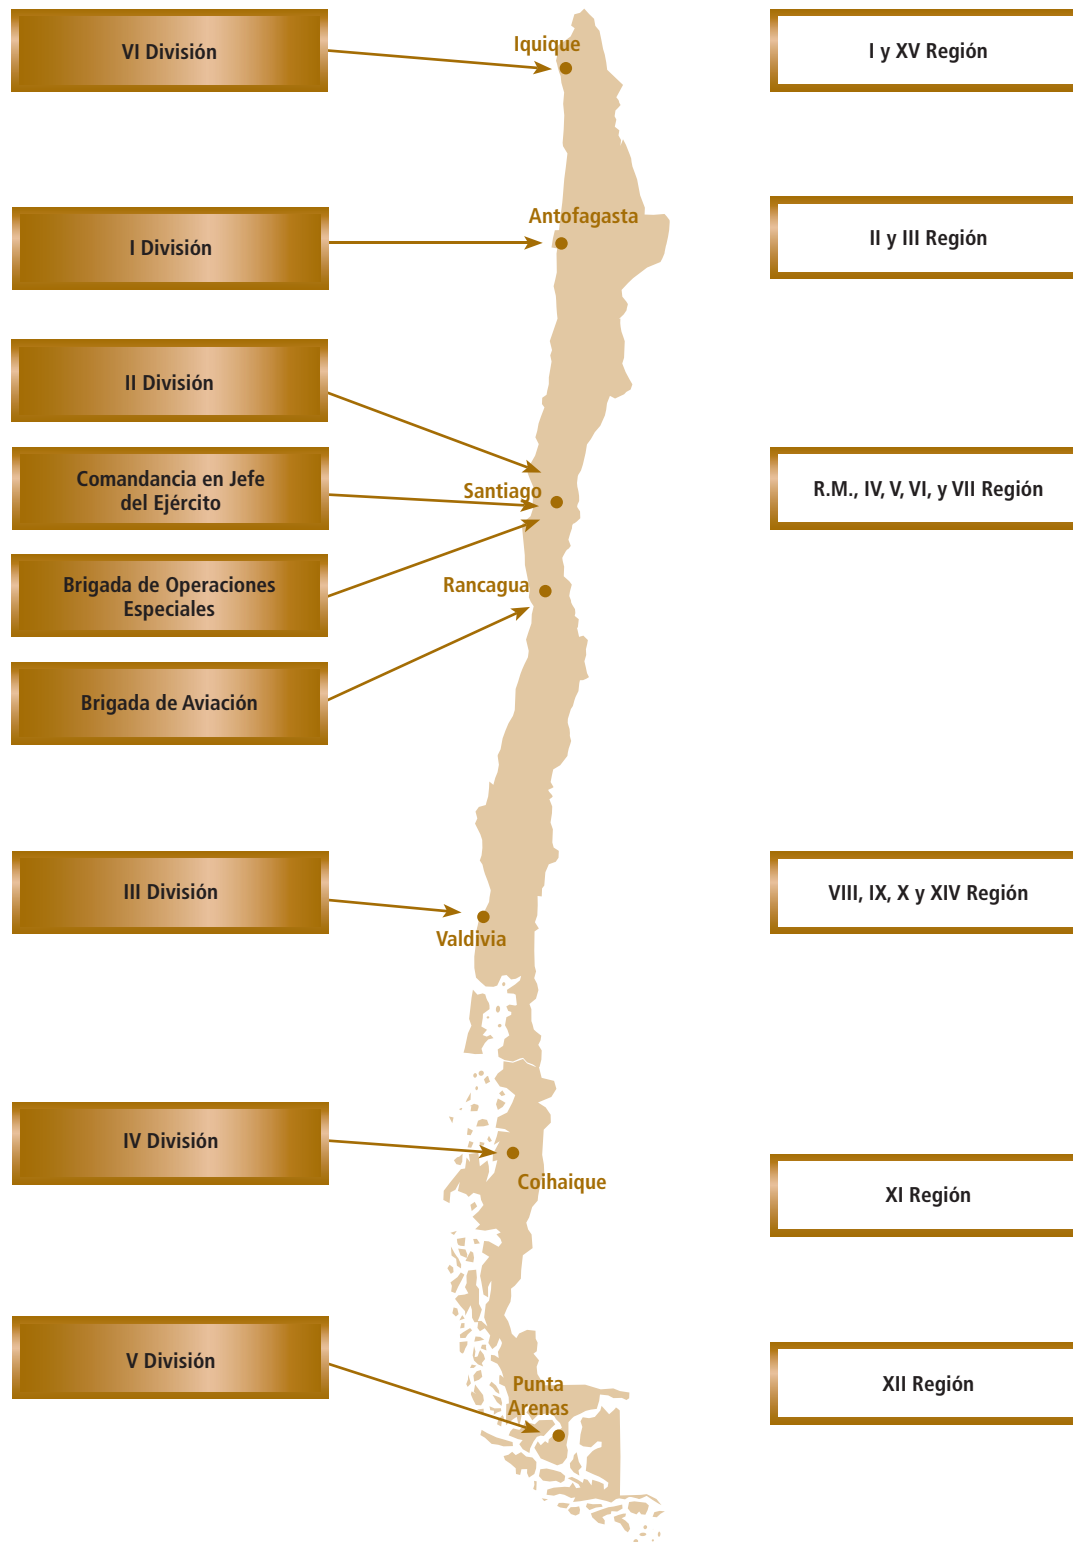 VI División
Iquique
I y XV Región
Antofagasta
I División
II y III Región
II División
Comandancia en Jefe
del Ejército
Santiago
R.M., IV, V, VI, y VII Región
Brigada de Operaciones
Especiales
Rancagua
Brigada de Aviación
III División
Valdivia
VIII, IX, X y XIV Región
IV División
Coihaique
XI Región
V División
Punta
Arenas
XII Región